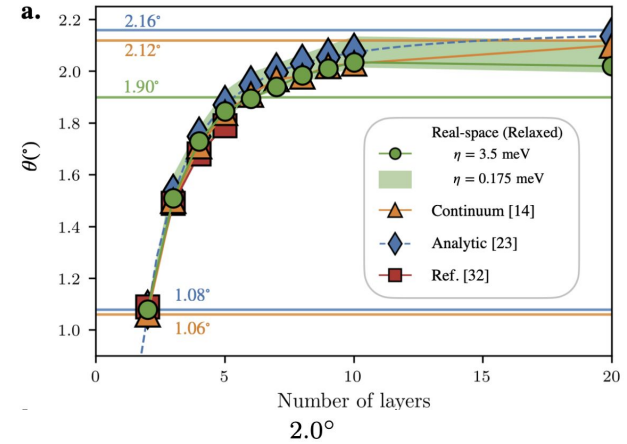 a.
2.2
2.16°
2.12°
2.0
1.90°
1.8
1.6
1.4
1.2
1.08°
1.06°
1.0
θ(°)
Real-space (Relaxed)
η = 3.5 meV
η = 0.175 meV
Continuum [14]
Analytic [23]
Ref. [32]
0 5 10 15 20
Number of layers
2.0°